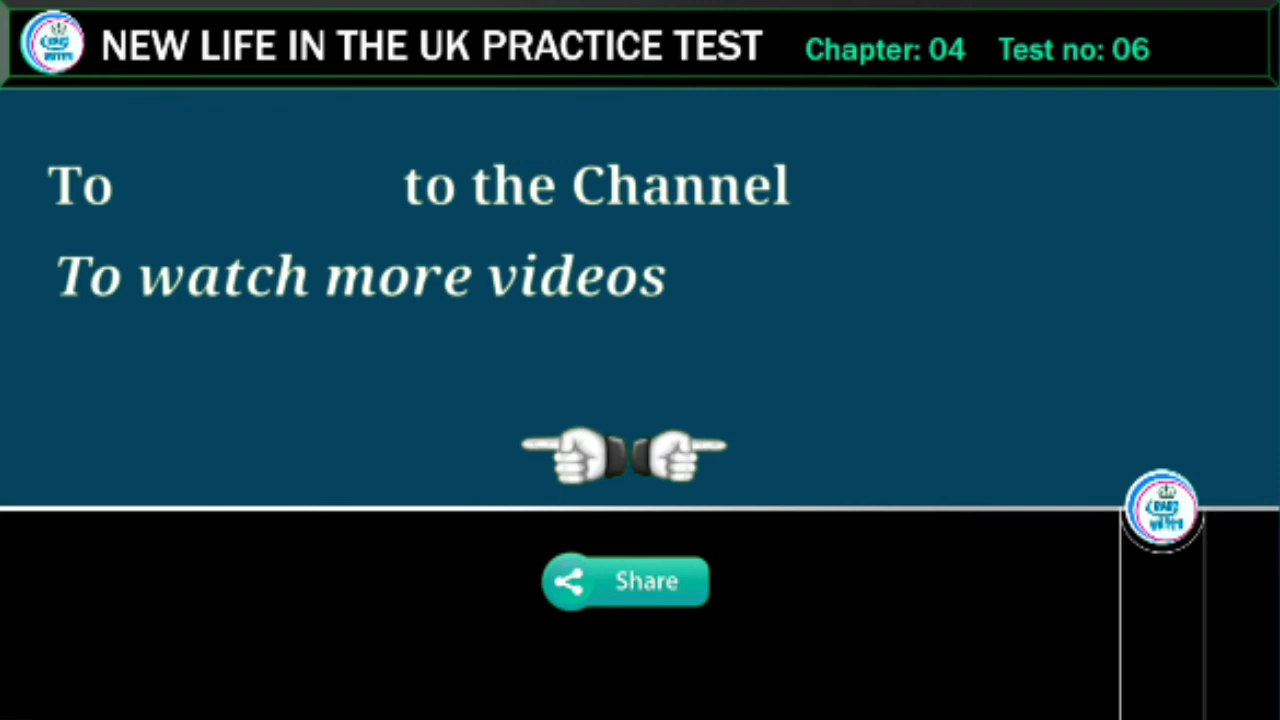 NEW LIFE IN THE UK PRACTICE TEST Chapter: 04 Test no: 06
To to the Channel
To watch more videos
Share